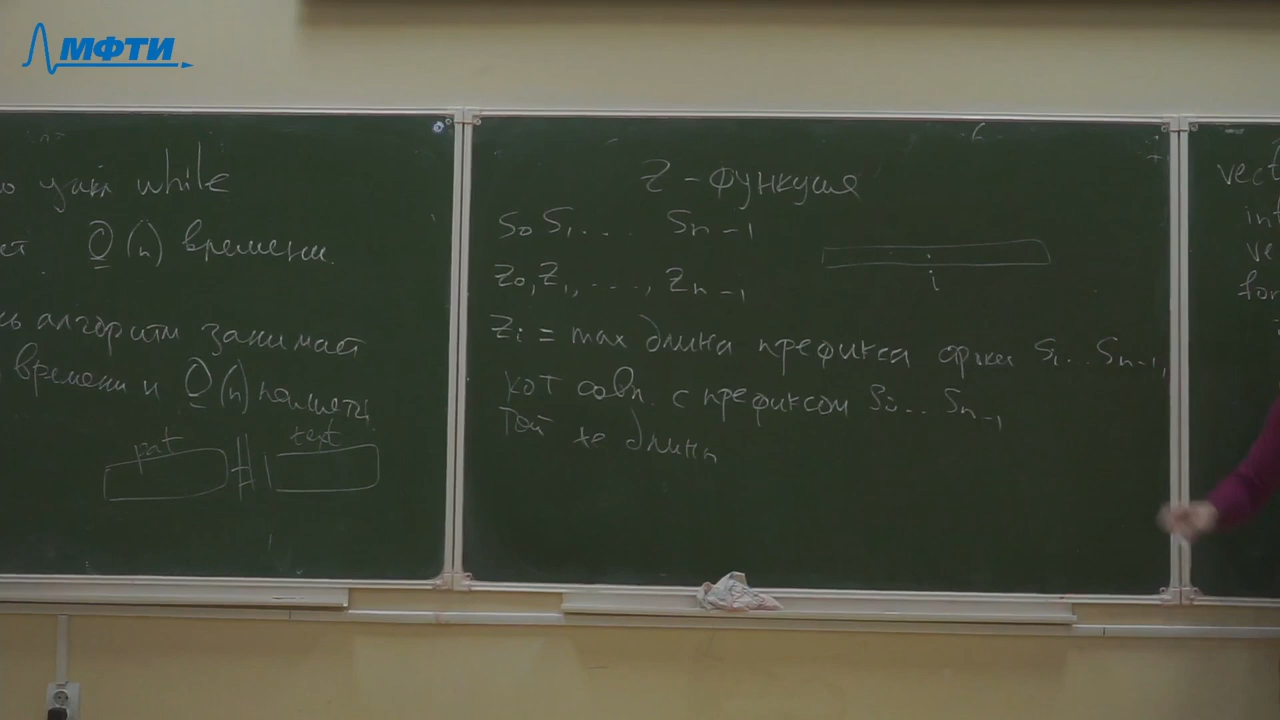 МФТИ
цикл while
Θ(n) времени.
алгоритм занимает
времени и Θ(n) памяти
pat # text
Z-функция
S₀ S₁ ... Sₙ₋₁
Z₀, Z₁, ..., Zₙ₋₁
i
Zᵢ = max длина префикса строки Sᵢ...Sₙ₋₁,
кот совп. с префиксом S₀...Sₙ₋₁
той же длины
vect
int
ve
for